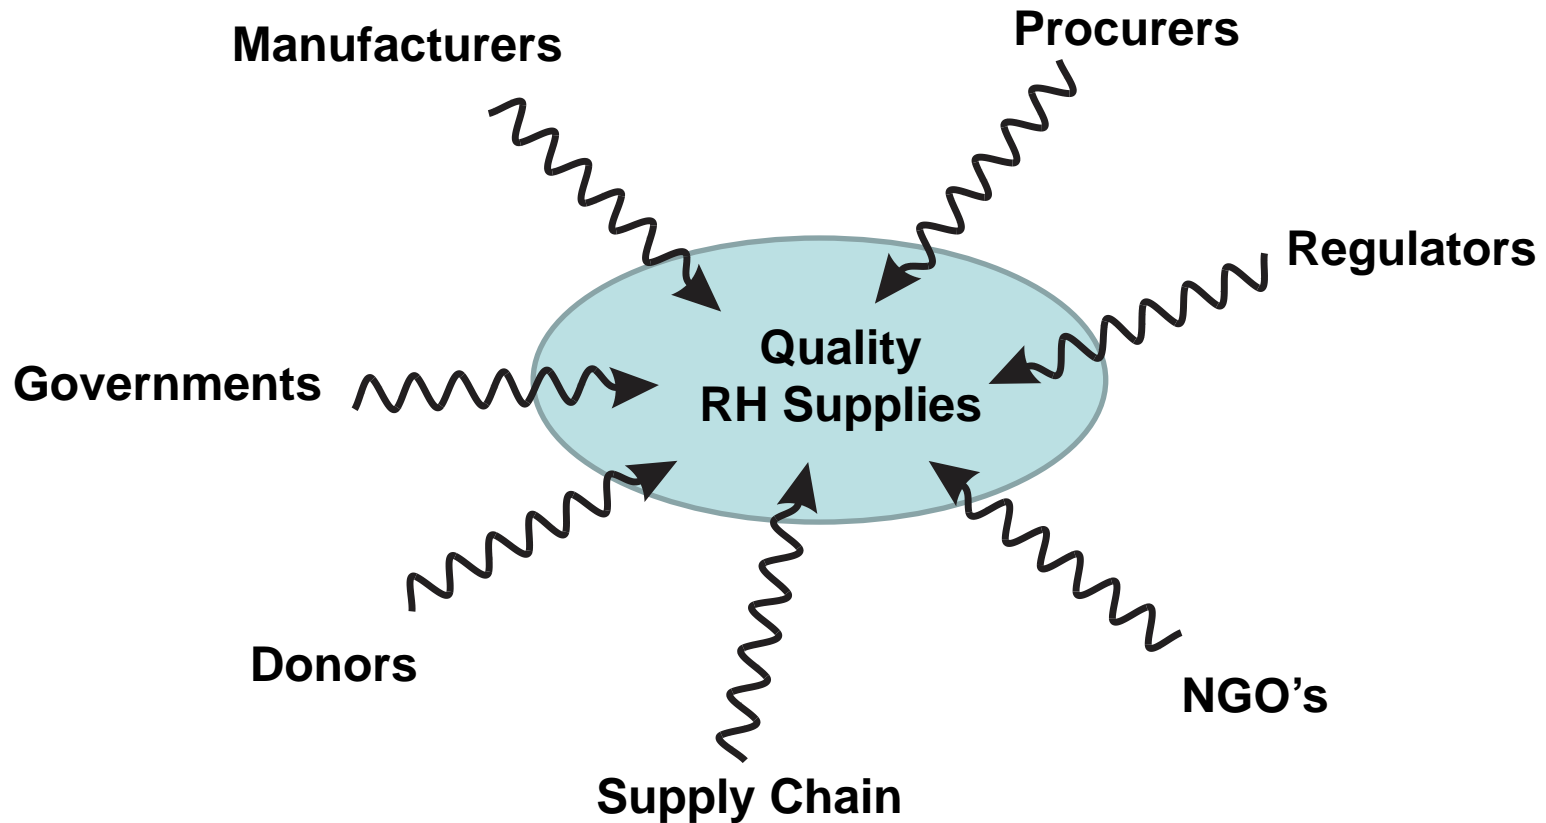 Manufacturers
Procurers
Regulators
Quality
RH Supplies
Governments
Donors
NGO’s
Supply Chain